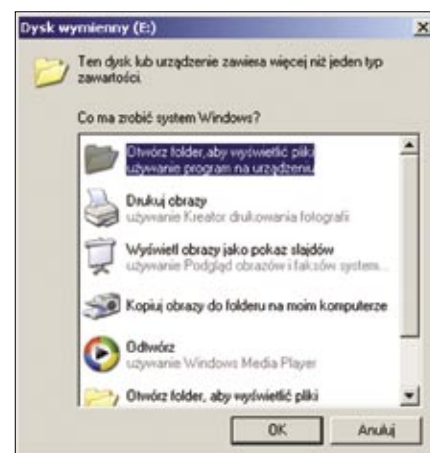 Dysk wymienny (E:)
Ten dysk lub urządzenie zawiera więcej niż jeden typ
zawartości.
Co ma zrobić system Windows?
Otwórz folder,aby wyświetlić pliki
używanie program na urządzeniu
Drukuj obrazy
używanie Kreator drukowania fotografii
Wyświetl obrazy jako pokaz slajdów
używanie Podgląd obrazów i faksów system...
Kopiuj obrazy do folderu na moim komputerze
Odtwórz
używanie Windows Media Player
Otwórz folder, aby wyświetlić pliki
OK
Anuluj